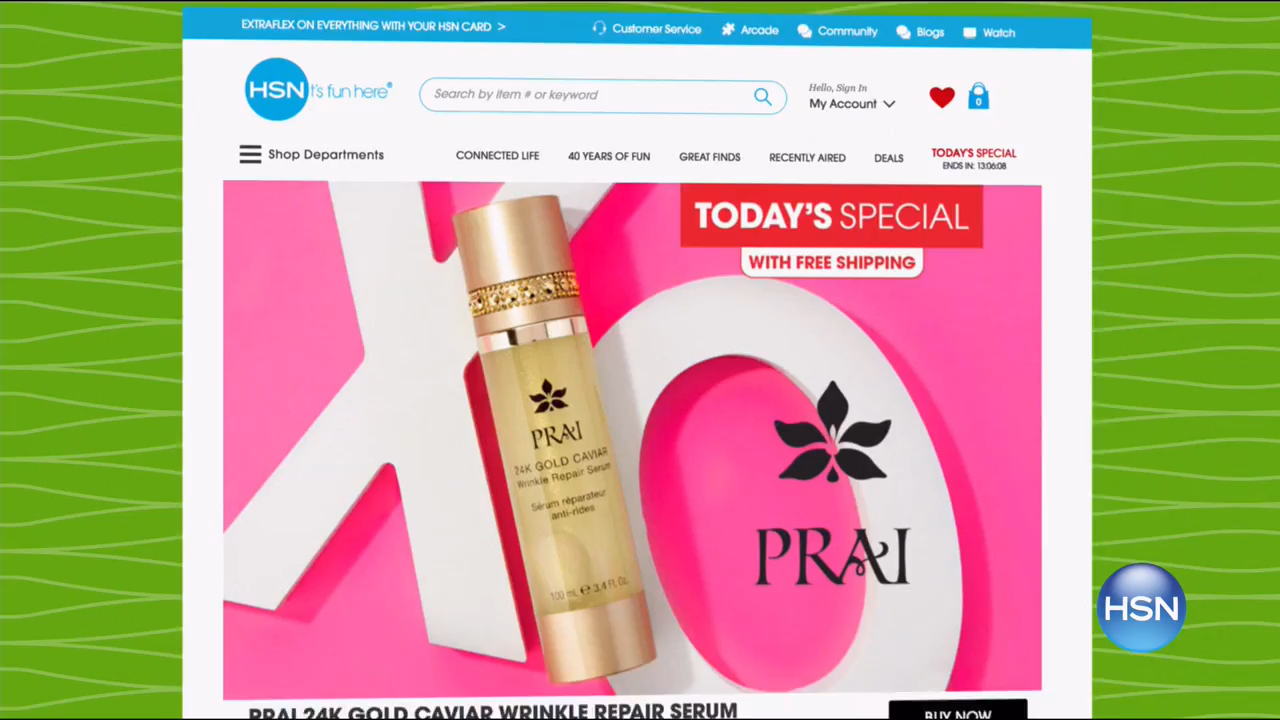 EXTRAFLEX ON EVERYTHING WITH YOUR HSN CARD >
Customer Service
Arcade
Community
Blogs
Watch
HSN it's fun here®
Search by item # or keyword
Hello, Sign In
My Account
0
Shop Departments
CONNECTED LIFE
40 YEARS OF FUN
GREAT FINDS
RECENTLY AIRED
DEALS
TODAY'S SPECIAL
ENDS IN: 13:06:08
TODAY'S SPECIAL
WITH FREE SHIPPING
PRAI
24K GOLD CAVIAR
Wrinkle Repair Serum
Sérum réparateur
anti-rides
100 mL ℮ 3.4 Fl. Oz.
PRAI
HSN
PRAI 24K GOLD CAVIAR WRINKLE REPAIR SERUM
BUY NOW